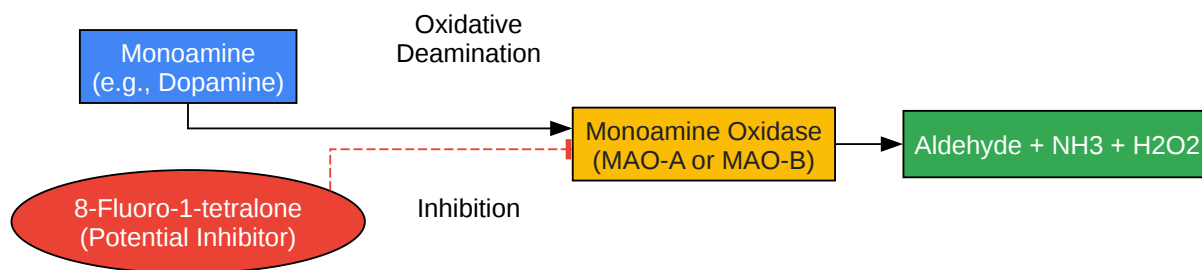 Oxidative
Deamination
Monoamine
(e.g., Dopamine)
Monoamine Oxidase
(MAO-A or MAO-B)
Aldehyde + NH3 + H2O2
8-Fluoro-1-tetralone
(Potential Inhibitor)
Inhibition